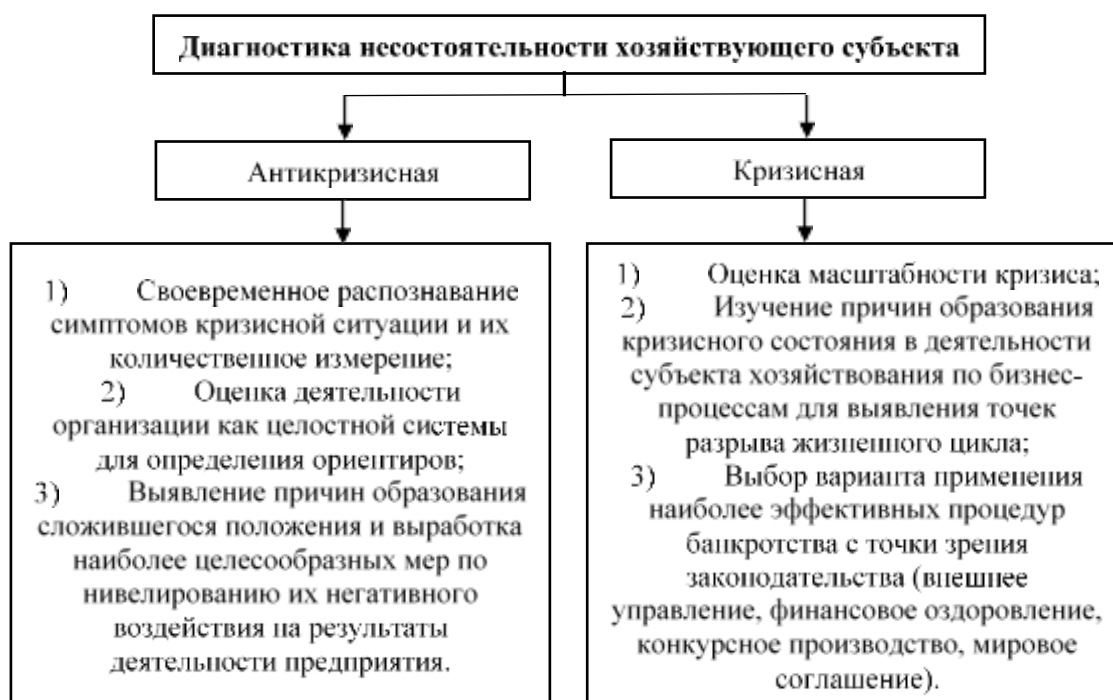 Диагностика несостоятельности хозяйствующего субъекта
Антикризисная
Кризисная
1) Своевременное распознавание
симптомов кризисной ситуации и их
количественное измерение;
2) Оценка деятельности
организации как целостной системы
для определения ориентиров;
3) Выявление причин образования
сложившегося положения и выработка
наиболее целесообразных мер по
нивелированию их негативного
воздействия на результаты
деятельности предприятия.
1) Оценка масштабности кризиса;
2) Изучение причин образования
кризисного состояния в деятельности
субъекта хозяйствования по бизнес-
процессам для выявления точек
разрыва жизненного цикла;
3) Выбор варианта применения
наиболее эффективных процедур
банкротства с точки зрения
законодательства (внешнее
управление, финансовое оздоровление,
конкурсное производство, мировое
соглашение).